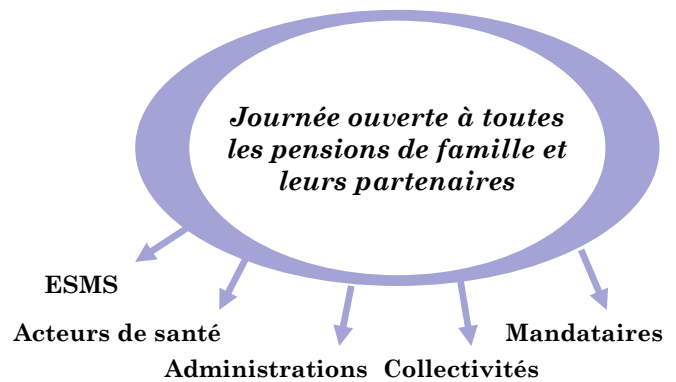 Journée ouverte à toutes
les pensions de famille et
leurs partenaires
ESMS
Acteurs de santé
Mandataires
Administrations
Collectivités